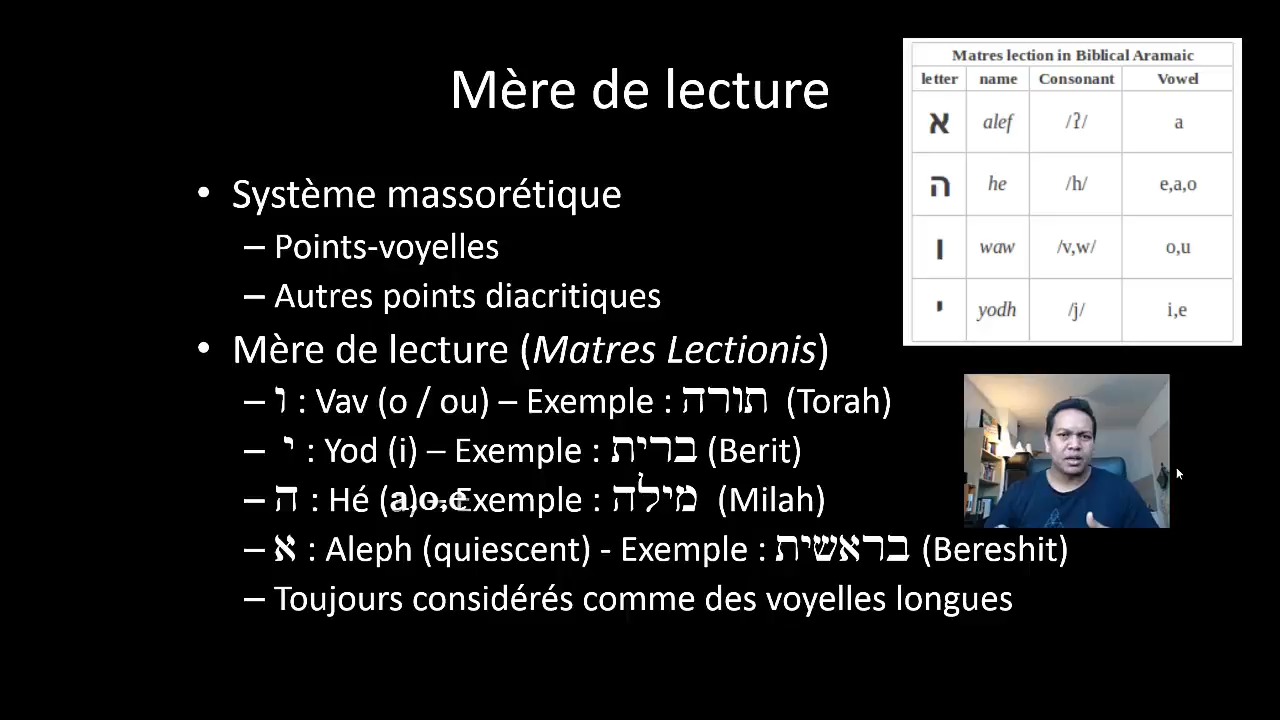 Mère de lecture
• Système massorétique
– Points-voyelles
– Autres points diacritiques
• Mère de lecture (Matres Lectionis)
– ו : Vav (o / ou) – Exemple : תורה (Torah)
– י : Yod (i) – Exemple : ברית (Berit)
– ה : Hé (a,o,e Exemple : מילה (Milah)
– א : Aleph (quiescent) - Exemple : בראשית (Bereshit)
– Toujours considérés comme des voyelles longues
Matres lection in Biblical Aramaic
letter name Consonant Vowel
א alef /ʔ/ a
ה he /h/ e,a,o
ו waw /v,w/ o,u
י yodh /j/ i,e